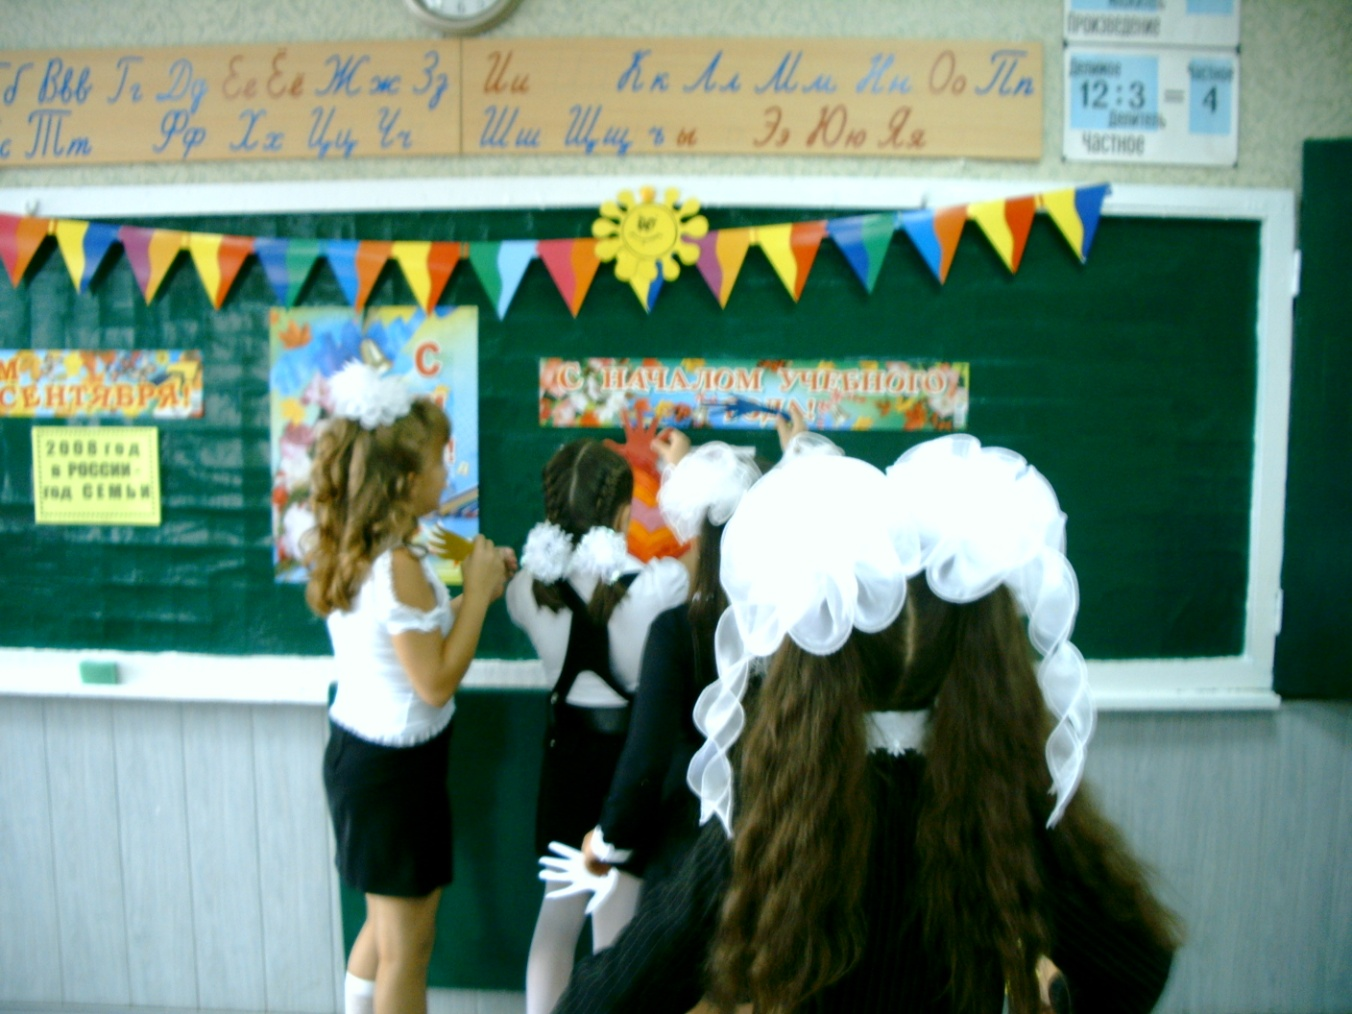 Вв Гг Дд Ее Ёё Жж Зз Ии Кк Лл Мм Нн Оо Пп
Тт Фф Хх Цц Чч Шш Щщ ъ ы Ээ Юю Яя
ПРОИЗВЕДЕНИЕ
Делимое Частное
12 : 3 = 4
Делитель
ЧАСТНОЕ
СЕНТЯБРЯ!
2008 год
в РОССИИ -
год СЕМЬИ
С
С НАЧАЛОМ УЧЕБНОГО